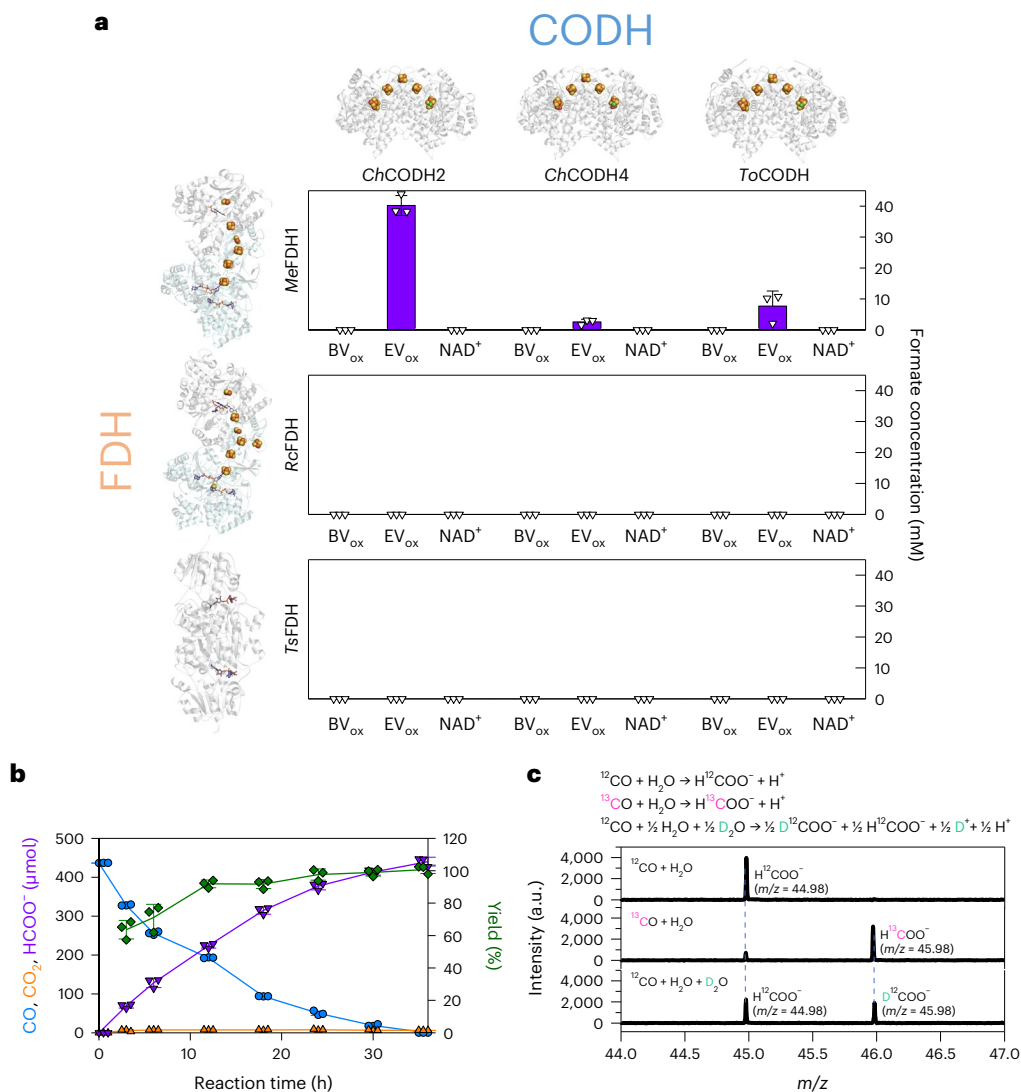 a
CODH
ChCODH2 ChCODH4 ToCODH
FDH
MeFDH1
40
30
20
10
0
BVox EVox NAD⁺ BVox EVox NAD⁺ BVox EVox NAD⁺
RcFDH
40
30
20
10
0
BVox EVox NAD⁺ BVox EVox NAD⁺ BVox EVox NAD⁺
TsFDH
40
30
20
10
0
BVox EVox NAD⁺ BVox EVox NAD⁺ BVox EVox NAD⁺
Formate concentration (mM)
b
CO, CO₂, HCOO⁻ (μmol)
500
400
300
200
100
0
120
100
80
60
40
20
0
Yield (%)
0 10 20 30
Reaction time (h)
c
¹²CO + H₂O → H¹²COO⁻ + H⁺
¹³CO + H₂O → H¹³COO⁻ + H⁺
¹²CO + ½ H₂O + ½ D₂O → ½ D¹²COO⁻ + ½ H¹²COO⁻ + ½ D⁺ + ½ H⁺
Intensity (a.u.)
4,000
2,000
0
¹²CO + H₂O
H¹²COO⁻
(m/z = 44.98)
4,000
2,000
0
¹³CO + H₂O
H¹³COO⁻
(m/z = 45.98)
4,000
2,000
0
¹²CO + H₂O + D₂O
H¹²COO⁻
(m/z = 44.98)
D¹²COO⁻
(m/z = 45.98)
44.0 44.5 45.0 45.5 46.0 46.5 47.0
m/z